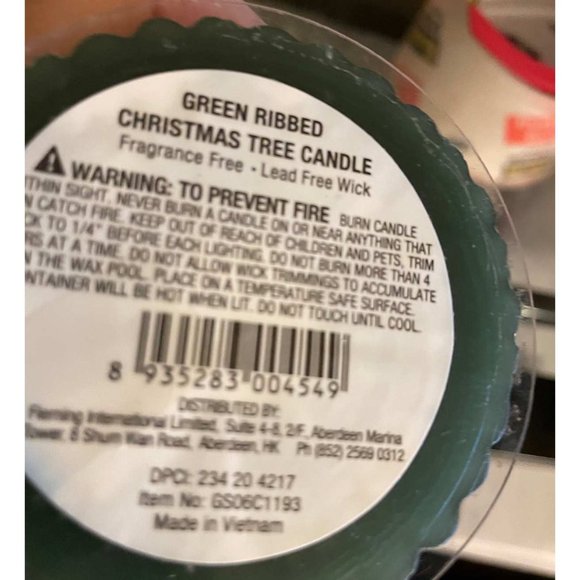 GREEN RIBBED
CHRISTMAS TREE CANDLE
Fragrance Free • Lead Free Wick
WARNING: TO PREVENT FIRE BURN CANDLE
THIN SIGHT. NEVER BURN A CANDLE ON OR NEAR ANYTHING THAT
N CATCH FIRE. KEEP OUT OF REACH OF CHILDREN AND PETS, TRIM
CK TO 1/4" BEFORE EACH LIGHTING. DO NOT BURN MORE THAN 4
RS AT A TIME. DO NOT ALLOW WICK TRIMMINGS TO ACCUMULATE
N THE WAX POOL. PLACE ON A TEMPERATURE SAFE SURFACE.
NTAINER WILL BE HOT WHEN LIT. DO NOT TOUCH UNTIL COOL.
8 935283 004549
DISTRIBUTED BY:
Fleming International Limited, Suite 4-8, 2/F, Aberdeen Marina
Tower, 8 Shum Wan Road, Aberdeen, HK Ph (852) 2569 0312
DPCI: 234 20 4217
Item No: GS06C1193
Made in Vietnam